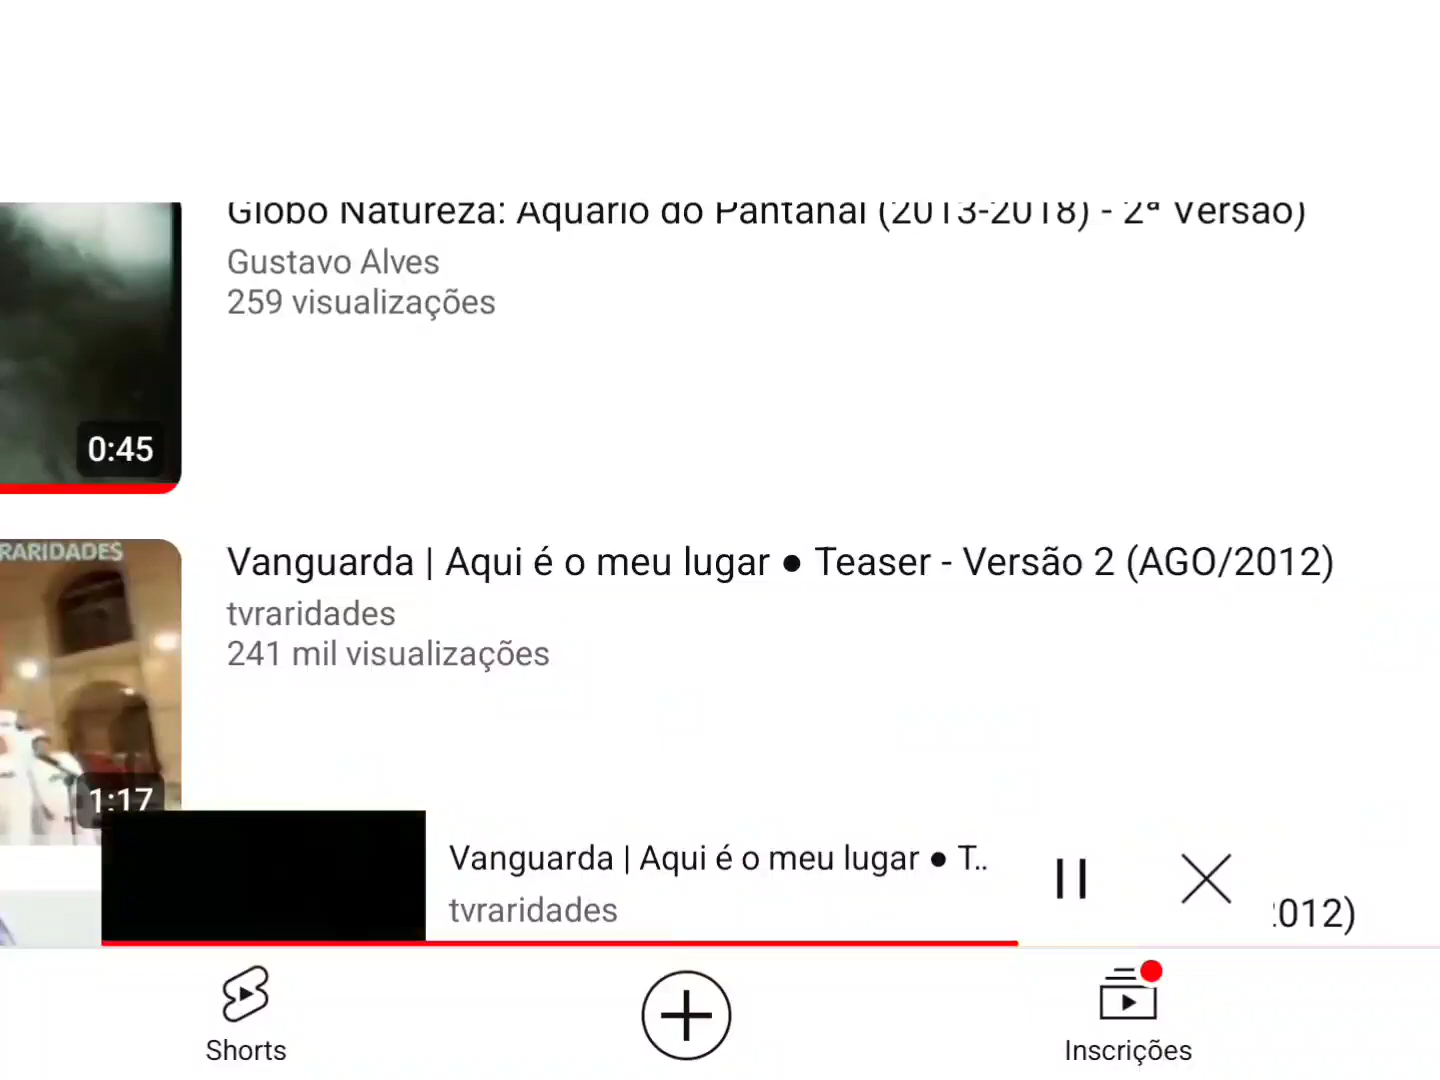 Globo Natureza: Aquário do Pantanal (2013-2018) - 2ª Versão)
Gustavo Alves
259 visualizações
0:45
RARIDADES
Vanguarda | Aqui é o meu lugar ● Teaser - Versão 2 (AGO/2012)
tvraridades
241 mil visualizações
1:17
Vanguarda | Aqui é o meu lugar ● T..
tvraridades
2012)
Shorts
Inscrições